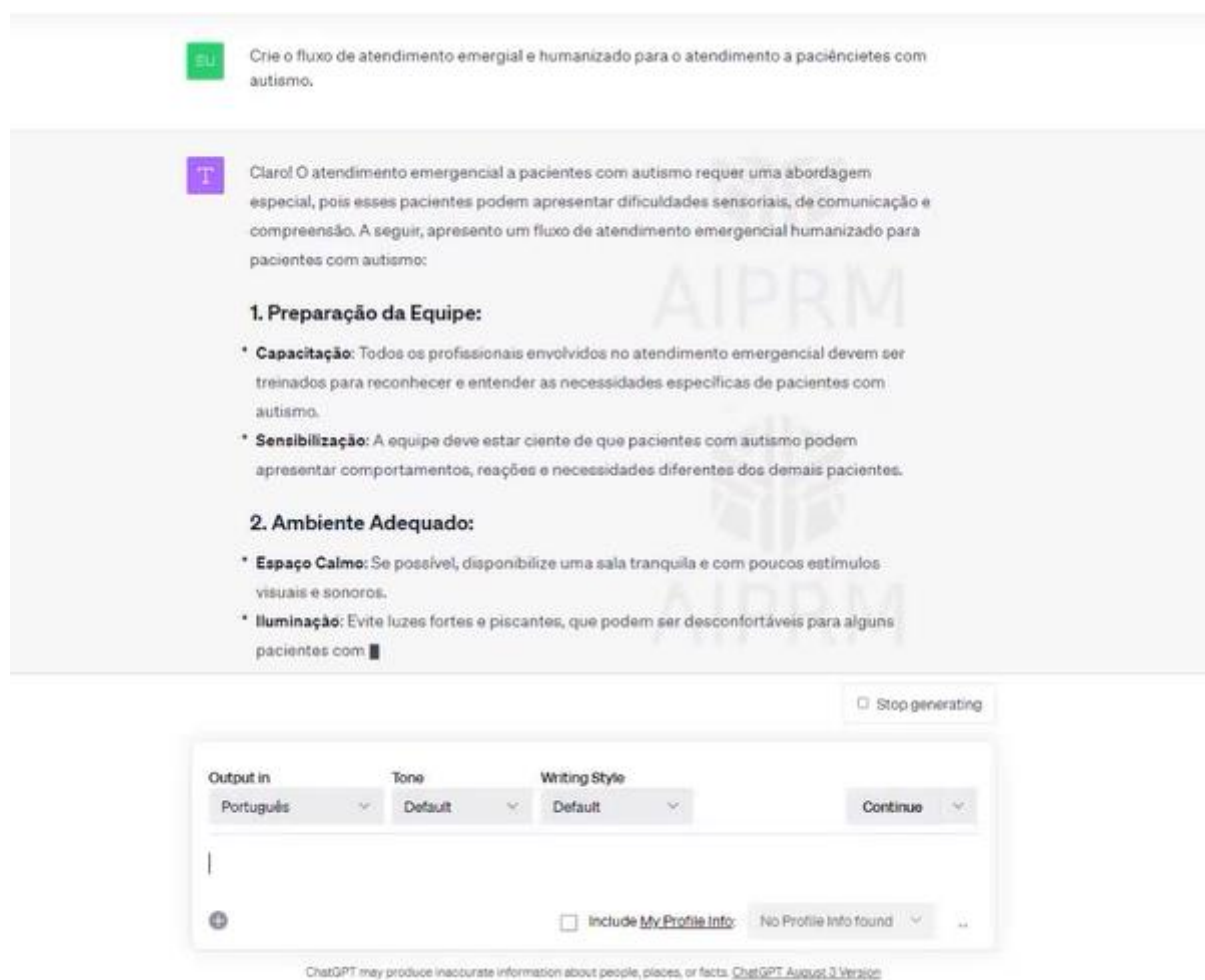 EU
Crie o fluxo de atendimento emergial e humanizado para o atendimento a paciêncietes com
autismo.
T
Claro! O atendimento emergencial a pacientes com autismo requer uma abordagem
especial, pois esses pacientes podem apresentar dificuldades sensoriais, de comunicação e
compreensão. A seguir, apresento um fluxo de atendimento emergencial humanizado para
pacientes com autismo:
AIPRM
1. Preparação da Equipe:
• Capacitação: Todos os profissionais envolvidos no atendimento emergencial devem ser
treinados para reconhecer e entender as necessidades específicas de pacientes com
autismo.
• Sensibilização: A equipe deve estar ciente de que pacientes com autismo podem
apresentar comportamentos, reações e necessidades diferentes dos demais pacientes.
2. Ambiente Adequado:
• Espaço Calmo: Se possível, disponibilize uma sala tranquila e com poucos estímulos
visuais e sonoros.
AIPRM
• Iluminação: Evite luzes fortes e piscantes, que podem ser desconfortáveis para alguns
pacientes com
Stop generating
Output in Tone Writing Style
Português Default Default Continue
Include My Profile Info: No Profile Info found ..
ChatGPT may produce inaccurate information about people, places, or facts. ChatGPT August 3 Version